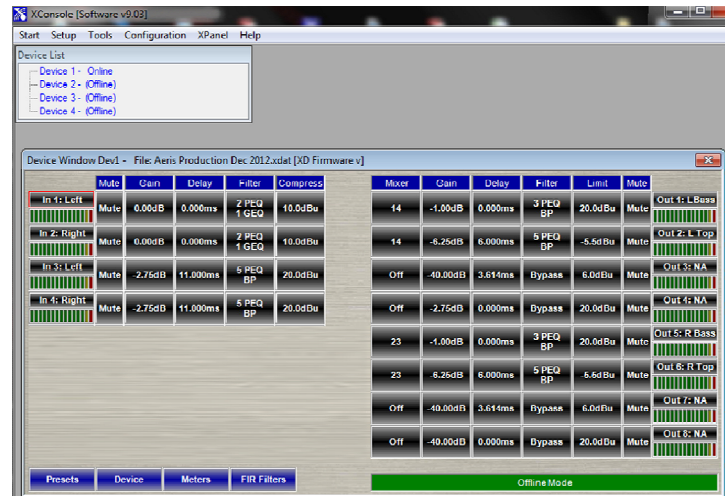 XConsole [Software v9.03]
Start Setup Tools Configuration XPanel Help
Device List
Device 1 - Online
Device 2 - (Offline)
Device 3 - (Offline)
Device 4 - (Offline)
Device Window Dev1 - File: Aeris Production Dec 2012.xdat [XD Firmware v]
Mute Gain Delay Filter Compress Mixer Gain Delay Filter Limit Mute
In 1: Left Mute 0.00dB 0.000ms 2 PEQ 1 GEQ 10.0dBu 14 -1.00dB 0.000ms 3 PEQ BP 20.0dBu Mute Out 1: LBass
In 2: Right Mute 0.00dB 0.000ms 2 PEQ 1 GEQ 10.0dBu 14 -6.25dB 6.000ms 5 PEQ BP -5.5dBu Mute Out 2: L Top
In 3: Left Mute -2.75dB 11.000ms 5 PEQ BP 20.0dBu Off -40.00dB 3.614ms Bypass 6.0dBu Mute Out 3: NA
In 4: Right Mute -2.75dB 11.000ms 5 PEQ BP 20.0dBu Off -2.75dB 0.000ms Bypass 20.0dBu Mute Out 4: NA
23 -1.00dB 0.000ms 3 PEQ BP 20.0dBu Mute Out 5: R Bass
23 -6.25dB 6.000ms 5 PEQ BP -5.5dBu Mute Out 6: R Top
Off -40.00dB 3.614ms Bypass 6.0dBu Mute Out 7: NA
Off -40.00dB 0.000ms Bypass 20.0dBu Mute Out 8: NA
Presets Device Meters FIR Filters Offline Mode